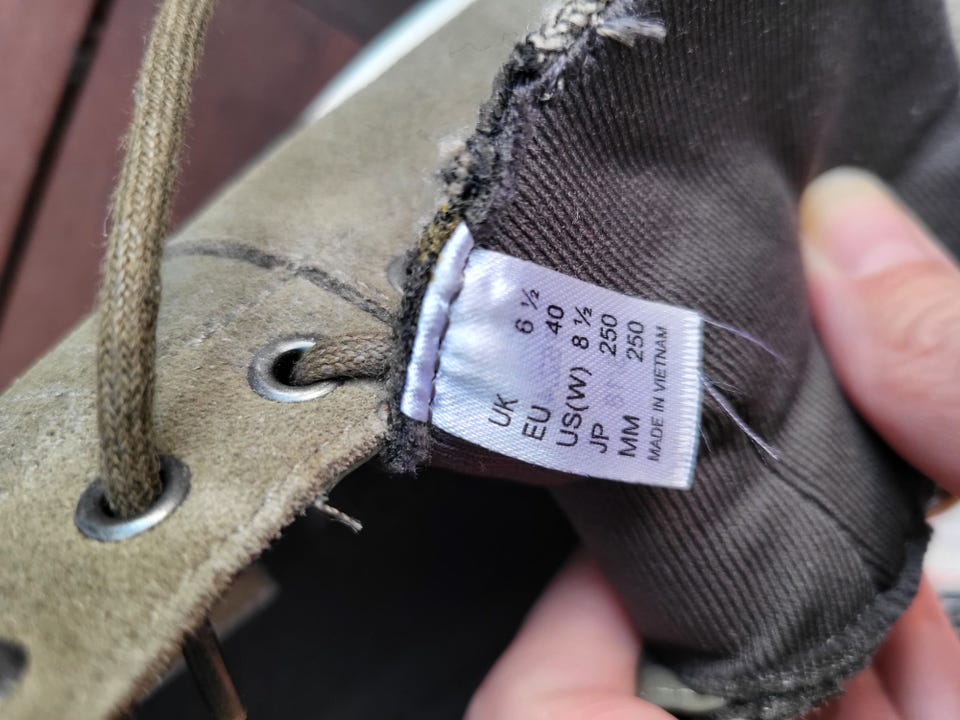 UK 6 ½
EU 40
US(W) 8 ½
JP 250
MM 250
MADE IN VIETNAM